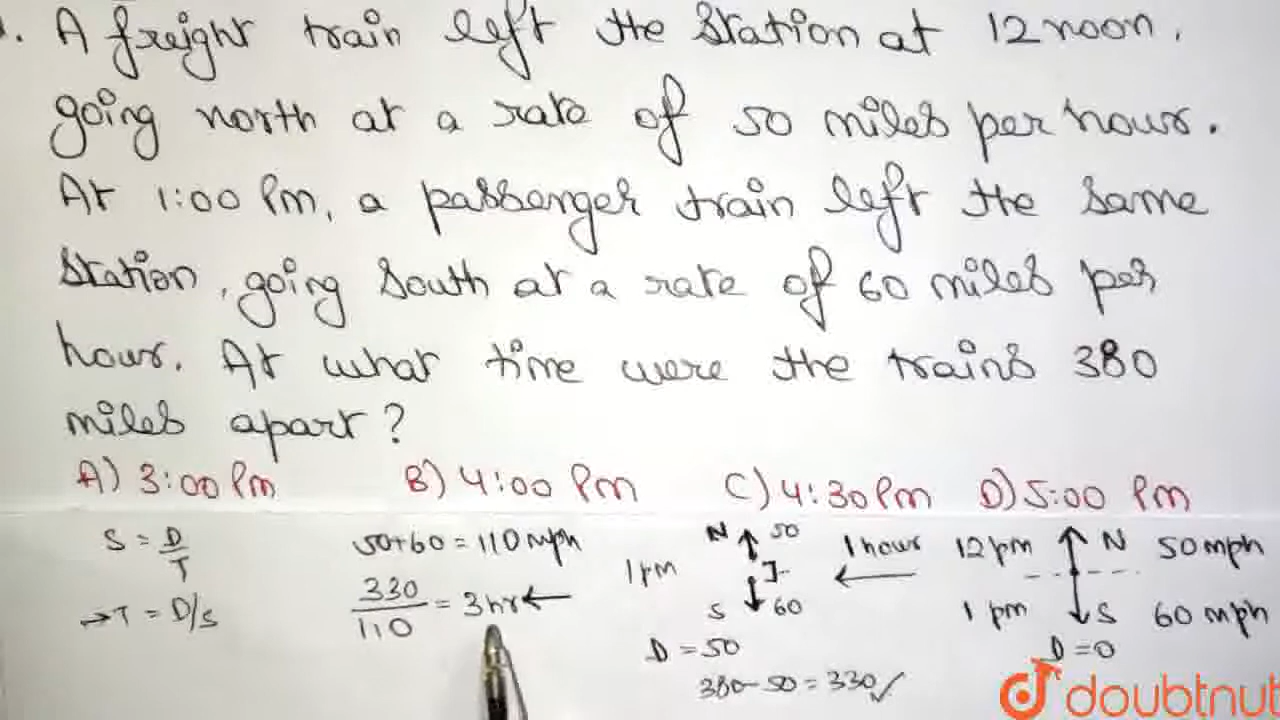 . A freight train left the Station at 12 noon,
going north at a rate of 50 miles per hour.
At 1:00 Pm, a passenger train left the same
Station, going South at a rate of 60 miles per
hour. At what time were the trains 380
miles apart?
A) 3:00 Pm B) 4:00 Pm C) 4:30 Pm D) 5:00 Pm
S = D/T
→ T = D/S
50+60 = 110 mph
330/110 = 3hr ←
1 pm
N ↑ 50
S ↓ 60
D = 50
380-50 = 330 ✓
1 hour
←
12 pm ↑ N 50 mph
1 pm ↓ S 60 mph
D = 0
doubtnut